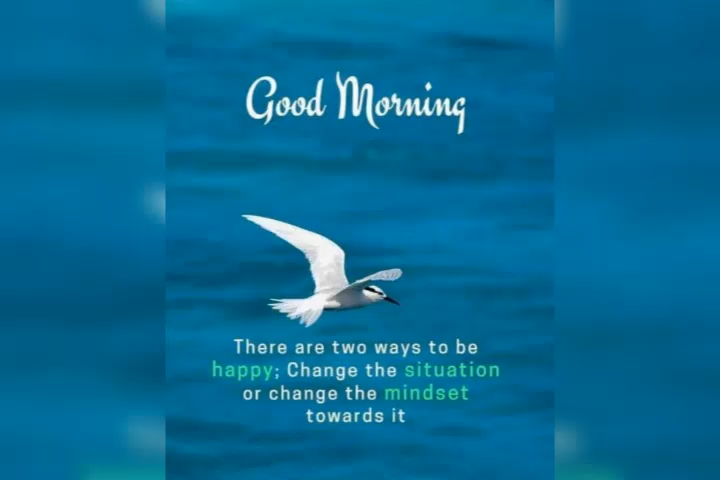 Good Morning
There are two ways to be
happy; Change the situation
or change the mindset
towards it